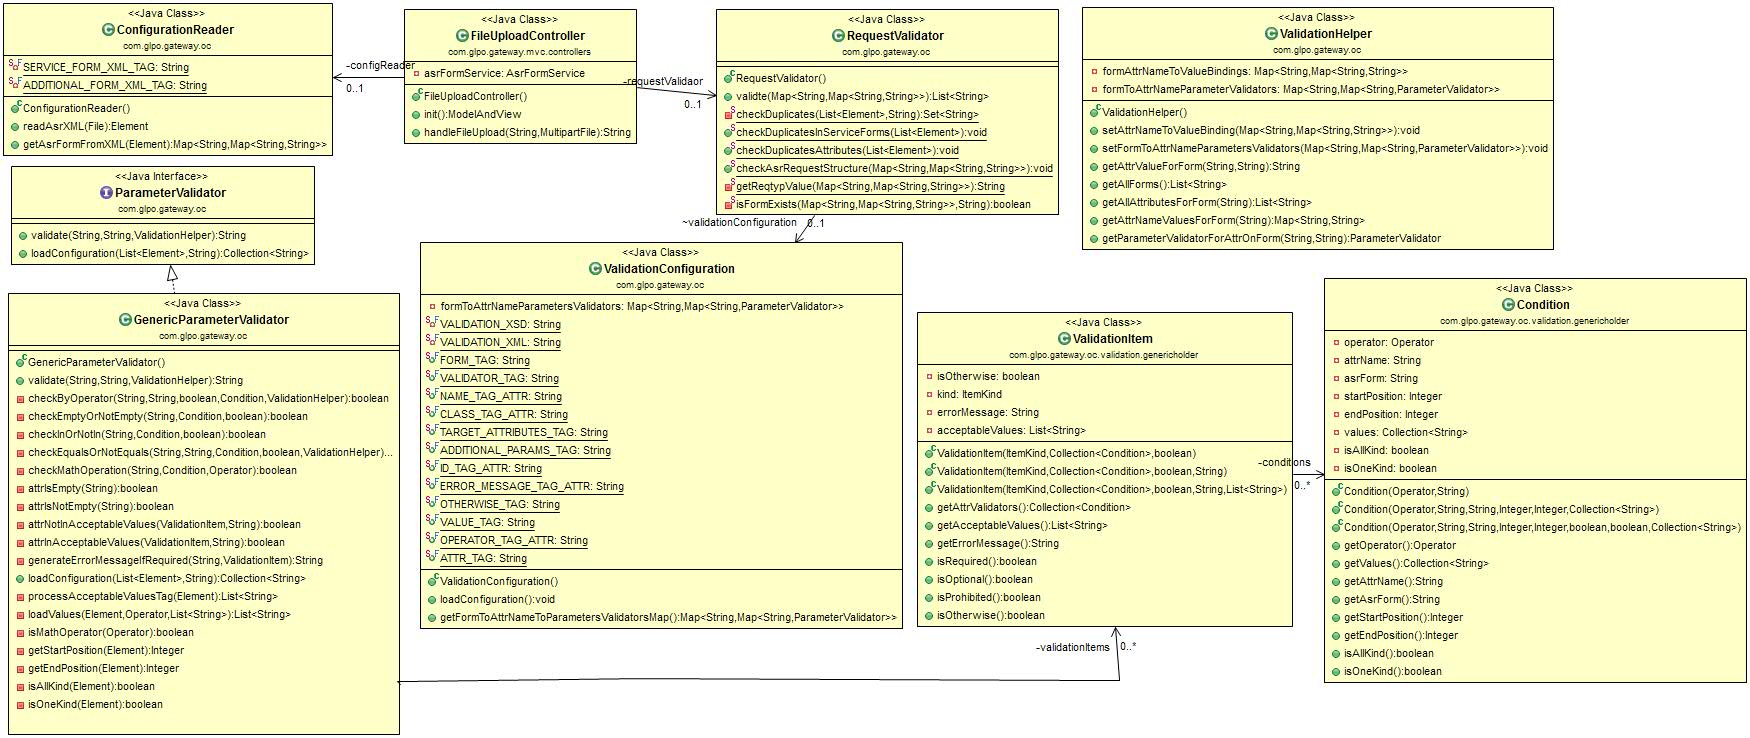 <<Java Class>>
ConfigurationReader
com.glpo.gateway.oc
SERVICE_FORM_XML_TAG: String
ADDITIONAL_FORM_XML_TAG: String
ConfigurationReader()
readAsrXML(File):Element
getAsrFormFromXML(Element):Map<String,Map<String,String>>
-configReader
0..1
<<Java Class>>
FileUploadController
com.glpo.gateway.mvc.controllers
asrFormService: AsrFormService
FileUploadController()
init():ModelAndView
handleFileUpload(String,MultipartFile):String
-requestValidaor
0..1
<<Java Class>>
RequestValidator
com.glpo.gateway.oc
RequestValidator()
validte(Map<String,Map<String,String>>):List<String>
checkDuplicates(List<Element>,String):Set<String>
checkDuplicatesInServiceForms(List<Element>):void
checkDuplicatesAttributes(List<Element>):void
checkAsrRequestStructure(Map<String,Map<String,String>>):void
getReqtypValue(Map<String,Map<String,String>>):String
isFormExists(Map<String,Map<String,String>>,String):boolean
~validationConfiguration
0..1
<<Java Class>>
ValidationHelper
com.glpo.gateway.oc
formAttrNameToValueBindings: Map<String,Map<String,String>>
formToAttrNameParameterValidators: Map<String,Map<String,ParameterValidator>>
ValidationHelper()
setAttrNameToValueBinding(Map<String,Map<String,String>>):void
setFormToAttrNameParametersValidators(Map<String,Map<String,ParameterValidator>>):void
getAttrValueForForm(String,String):String
getAllForms():List<String>
getAllAttributesForForm(String):List<String>
getAttrNameValuesForForm(String):Map<String,String>
getParameterValidatorForAttrOnForm(String,String):ParameterValidator
<<Java Interface>>
ParameterValidator
com.glpo.gateway.oc
validate(String,String,ValidationHelper):String
loadConfiguration(List<Element>,String):Collection<String>
<<Java Class>>
GenericParameterValidator
com.glpo.gateway.oc
GenericParameterValidator()
validate(String,String,ValidationHelper):String
checkByOperator(String,String,boolean,Condition,ValidationHelper):boolean
checkEmptyOrNotEmpty(String,Condition,boolean):boolean
checkInOrNotIn(String,Condition,boolean):boolean
checkEqualsOrNotEquals(String,String,Condition,boolean,ValidationHelper)...
checkMathOperation(String,Condition,Operator):boolean
attrIsEmpty(String):boolean
attrIsNotEmpty(String):boolean
attrNotInAcceptableValues(ValidationItem,String):boolean
attrInAcceptableValues(ValidationItem,String):boolean
generateErrorMessageIfRequired(String,ValidationItem):String
loadConfiguration(List<Element>,String):Collection<String>
processAcceptableValuesTag(Element):List<String>
loadValues(Element,Operator,List<String>):List<String>
isMathOperator(Operator):boolean
getStartPosition(Element):Integer
getEndPosition(Element):Integer
isAllKind(Element):boolean
isOneKind(Element):boolean
<<Java Class>>
ValidationConfiguration
com.glpo.gateway.oc
formToAttrNameParametersValidators: Map<String,Map<String,ParameterValidator>>
VALIDATION_XSD: String
VALIDATION_XML: String
FORM_TAG: String
VALIDATOR_TAG: String
NAME_TAG_ATTR: String
CLASS_TAG_ATTR: String
TARGET_ATTRIBUTES_TAG: String
ADDITIONAL_PARAMS_TAG: String
ID_TAG_ATTR: String
ERROR_MESSAGE_TAG_ATTR: String
OTHERWISE_TAG: String
VALUE_TAG: String
OPERATOR_TAG_ATTR: String
ATTR_TAG: String
ValidationConfiguration()
loadConfiguration():void
getFormToAttrNameToParametersValidatorsMap():Map<String,Map<String,ParameterValidator>>
<<Java Class>>
ValidationItem
com.glpo.gateway.oc.validation.genericholder
isOtherwise: boolean
kind: ItemKind
errorMessage: String
acceptableValues: List<String>
ValidationItem(ItemKind,Collection<Condition>,boolean)
ValidationItem(ItemKind,Collection<Condition>,boolean,String)
ValidationItem(ItemKind,Collection<Condition>,boolean,String,List<String>)
getAttrValidators():Collection<Condition>
getAcceptableValues():List<String>
getErrorMessage():String
isRequired():boolean
isOptional():boolean
isProhibited():boolean
isOtherwise():boolean
-validationItems
0..*
-conditions
0..*
<<Java Class>>
Condition
com.glpo.gateway.oc.validation.genericholder
operator: Operator
attrName: String
asrForm: String
startPosition: Integer
endPosition: Integer
values: Collection<String>
isAllKind: boolean
isOneKind: boolean
Condition(Operator,String)
Condition(Operator,String,String,Integer,Integer,Collection<String>)
Condition(Operator,String,String,Integer,Integer,boolean,boolean,Collection<String>)
getOperator():Operator
getValues():Collection<String>
getAttrName():String
getAsrForm():String
getStartPosition():Integer
getEndPosition():Integer
isAllKind():boolean
isOneKind():boolean